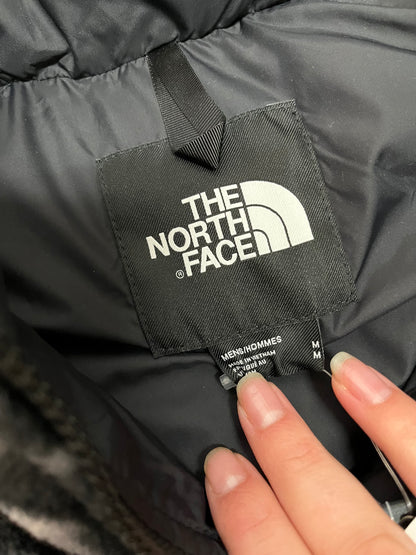 THE
NORTH
® FACE
MENS/HOMMES M
MADE IN VIETNAM M